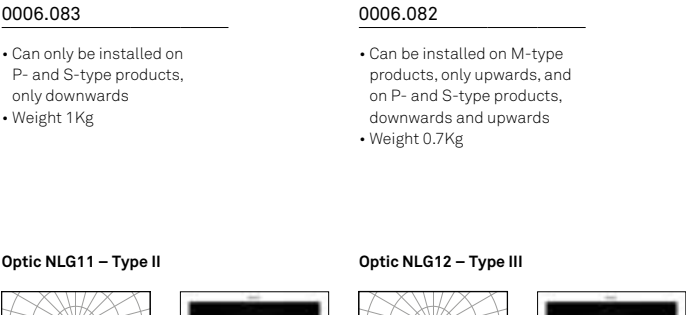 0006.083
• Can only be installed on
P- and S-type products,
only downwards
• Weight 1Kg
0006.082
• Can be installed on M-type
products, only upwards, and
on P- and S-type products,
downwards and upwards
• Weight 0.7Kg
Optic NLG11 – Type II
Optic NLG12 – Type III